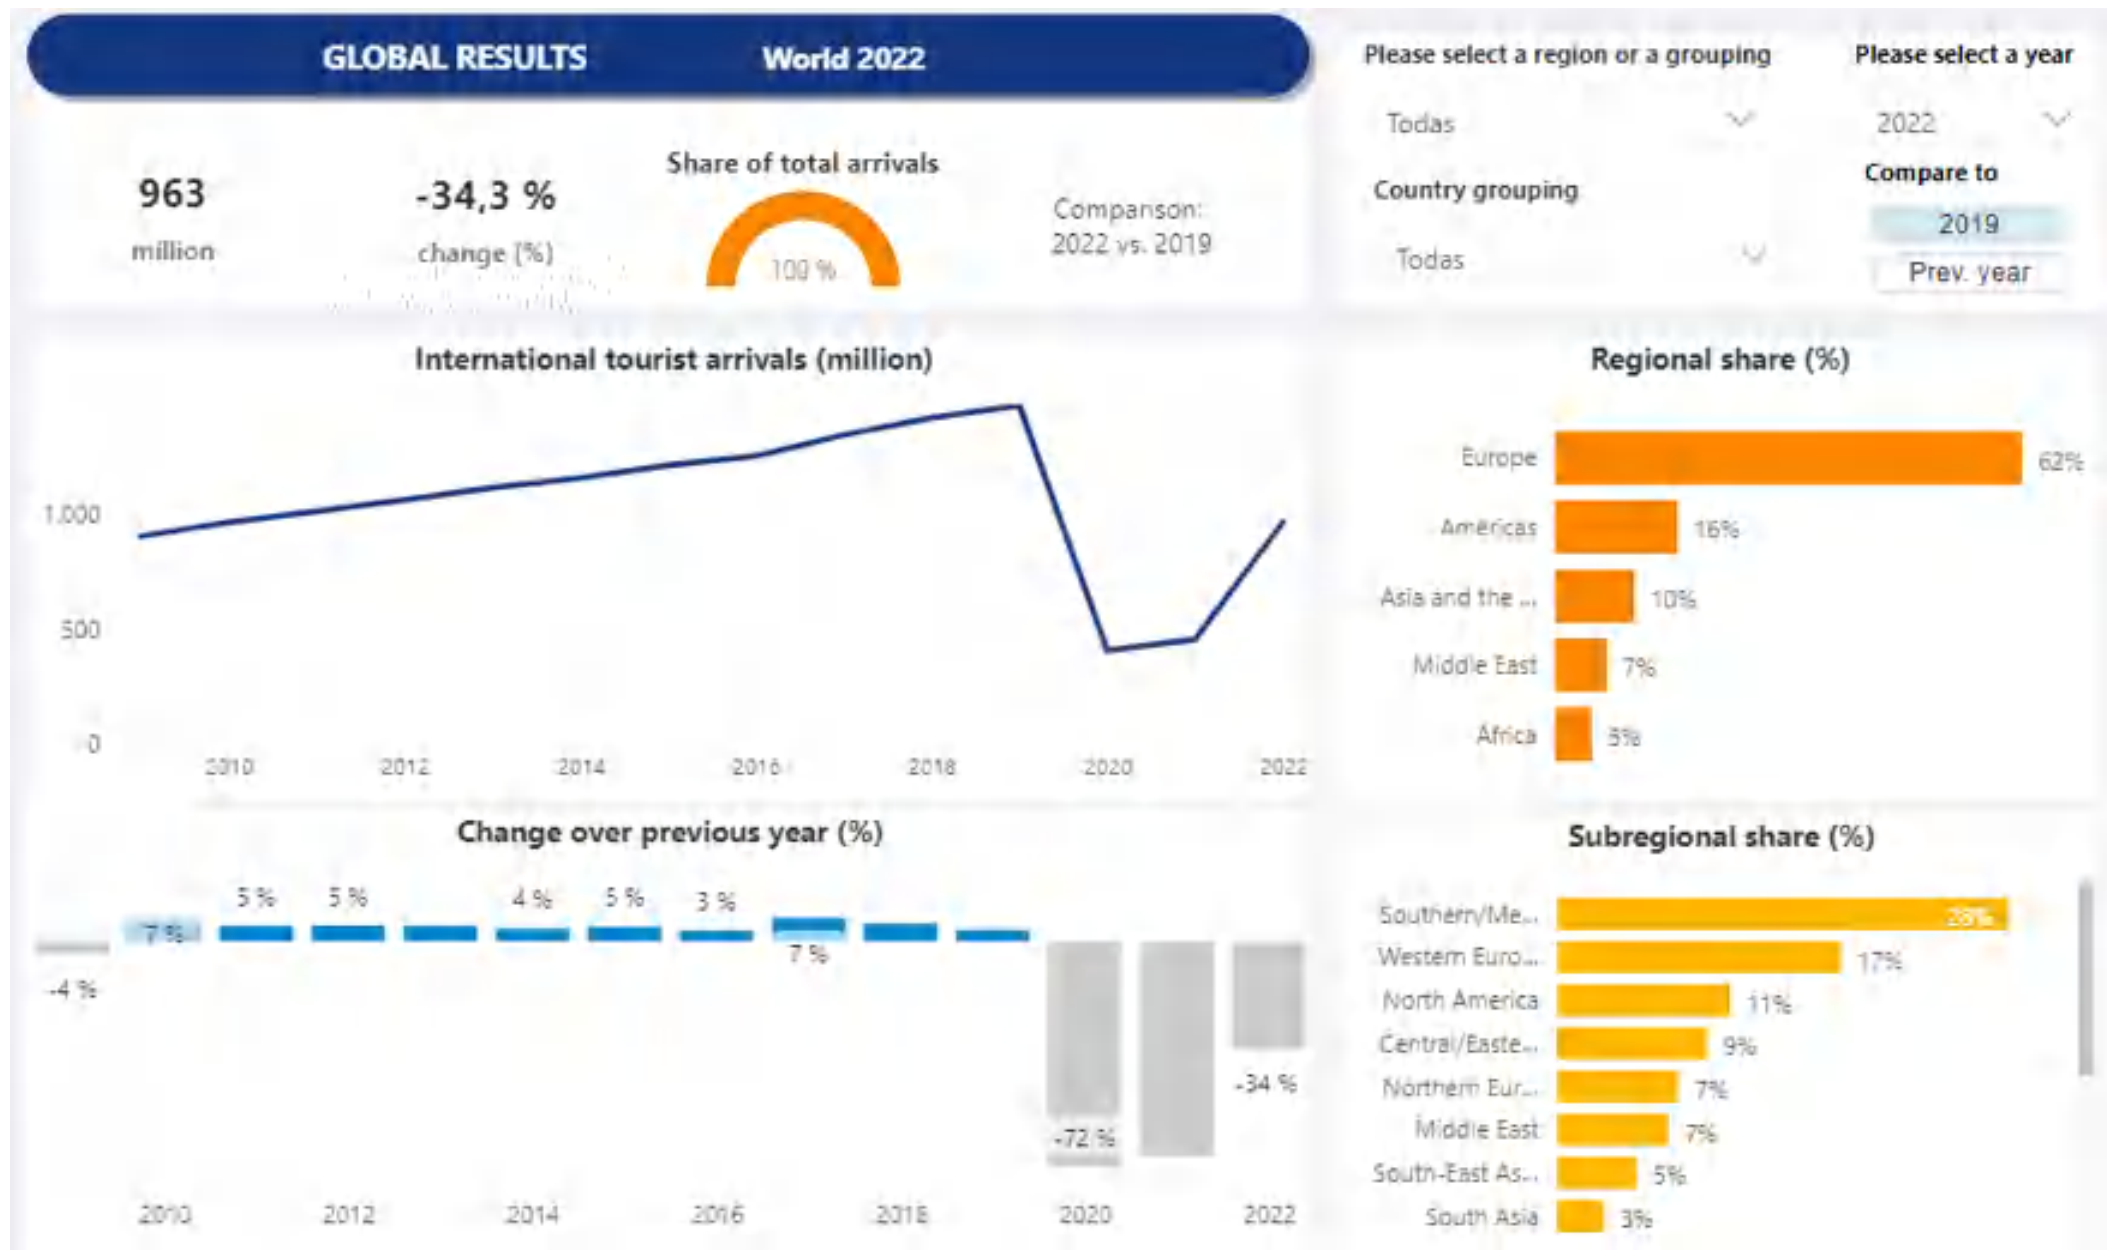 GLOBAL RESULTS World 2022
963
million
-34,3 %
change (%)
Share of total arrivals
100 %
Comparison:
2022 vs. 2019
Please select a region or a grouping
Todas
Country grouping
Todas
Please select a year
2022
Compare to
2019
Prev. year
International tourist arrivals (million)
1.000
500
0
2010 2012 2014 2016 2018 2020 2022
Regional share (%)
Europe 62%
Americas 16%
Asia and the ... 10%
Middle East 7%
Africa
Change over previous year (%)
-4 %
7 %
5 %
5 %
4 %
5 %
3 %
7 %
-72 %
-34 %
2010 2012 2014 2016 2018 2020 2022
Subregional share (%)
Southern/Me...
Western Euro... 17%
North America 11%
Central/Easte... 9%
Northern Eur... 7%
Middle East 7%
South-East As... 5%
South Asia 3%